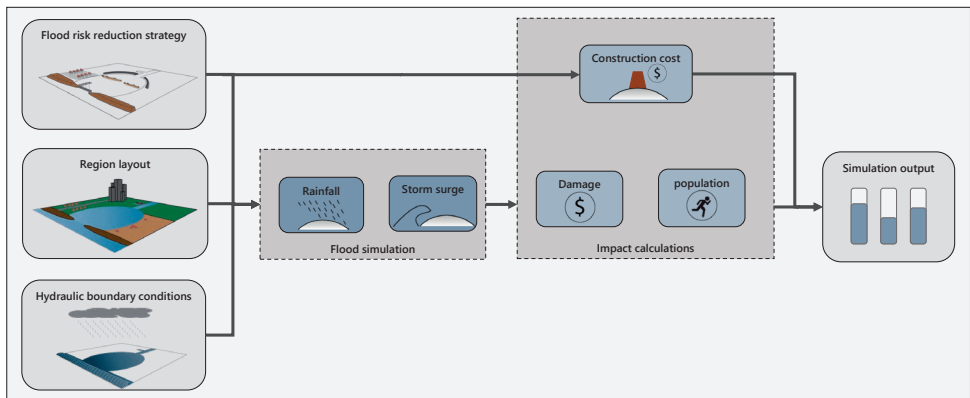 Flood risk reduction strategy
Construction cost
$
Region layout
Rainfall
Storm surge
Flood simulation
Damage
$
population
Impact calculations
Simulation output
Hydraulic boundary conditions